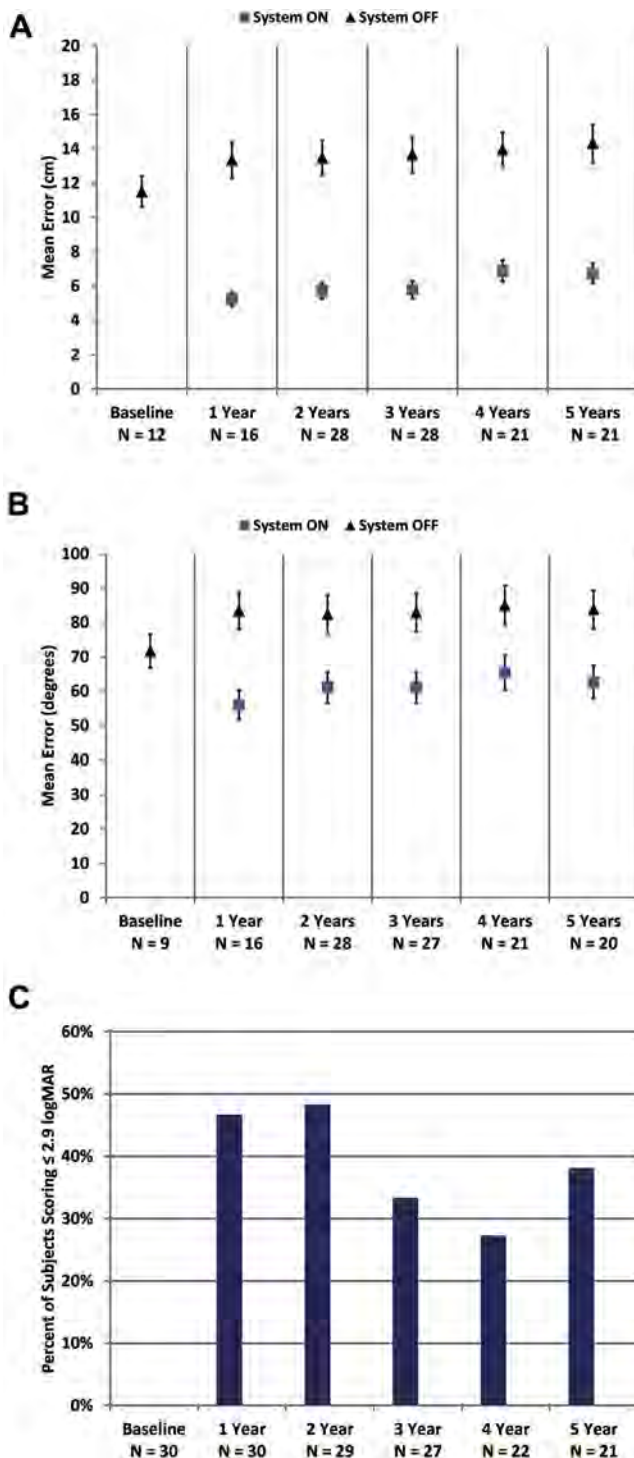 A
System ON System OFF
20
18
16
14
12
10
8
6
4
2
0
Mean Error (cm)
Baseline 1 Year 2 Years 3 Years 4 Years 5 Years
N = 12 N = 16 N = 28 N = 28 N = 21 N = 21
B
System ON System OFF
100
90
80
70
60
50
40
30
20
10
0
Mean Error (degrees)
Baseline 1 Year 2 Years 3 Years 4 Years 5 Years
N = 9 N = 16 N = 28 N = 27 N = 21 N = 20
C
60%
50%
40%
30%
20%
10%
0%
Percent of Subjects Scoring ≤ 2.9 logMAR
Baseline 1 Year 2 Year 3 Year 4 Year 5 Year
N = 30 N = 30 N = 29 N = 27 N = 22 N = 21